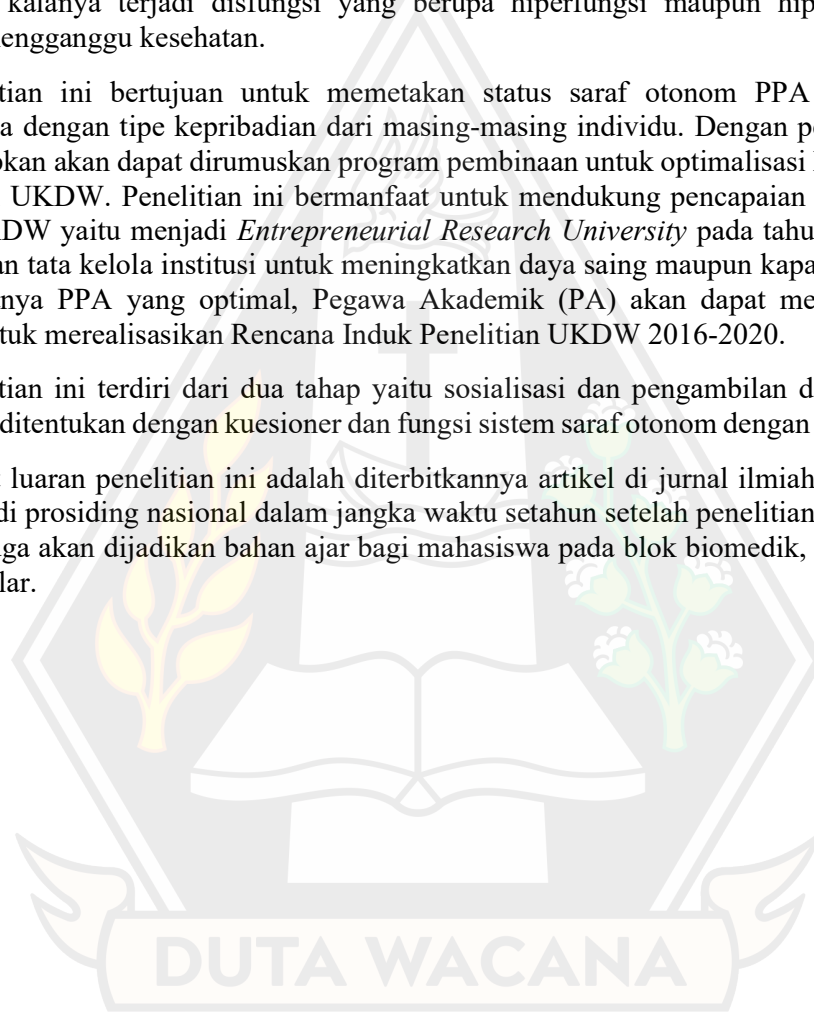 kalanya terjadi disfungsi yang berupa hiperfungsi maupun hip
engganggu kesehatan.
tian ini bertujuan untuk memetakan status saraf otonom PPA
a dengan tipe kepribadian dari masing-masing individu. Dengan pe
kan akan dapat dirumuskan program pembinaan untuk optimalisasi
UKDW. Penelitian ini bermanfaat untuk mendukung pencapaian
DW yaitu menjadi Entrepreneurial Research University pada tahu
an tata kelola institusi untuk meningkatkan daya saing maupun kapa
nya PPA yang optimal, Pegawa Akademik (PA) akan dapat me
tuk merealisasikan Rencana Induk Penelitian UKDW 2016-2020.
tian ini terdiri dari dua tahap yaitu sosialisasi dan pengambilan d
ditentukan dengan kuesioner dan fungsi sistem saraf otonom dengan
luaran penelitian ini adalah diterbitkannya artikel di jurnal ilmiah
di prosiding nasional dalam jangka waktu setahun setelah penelitian
ga akan dijadikan bahan ajar bagi mahasiswa pada blok biomedik,
lar.
DUTA WACANA